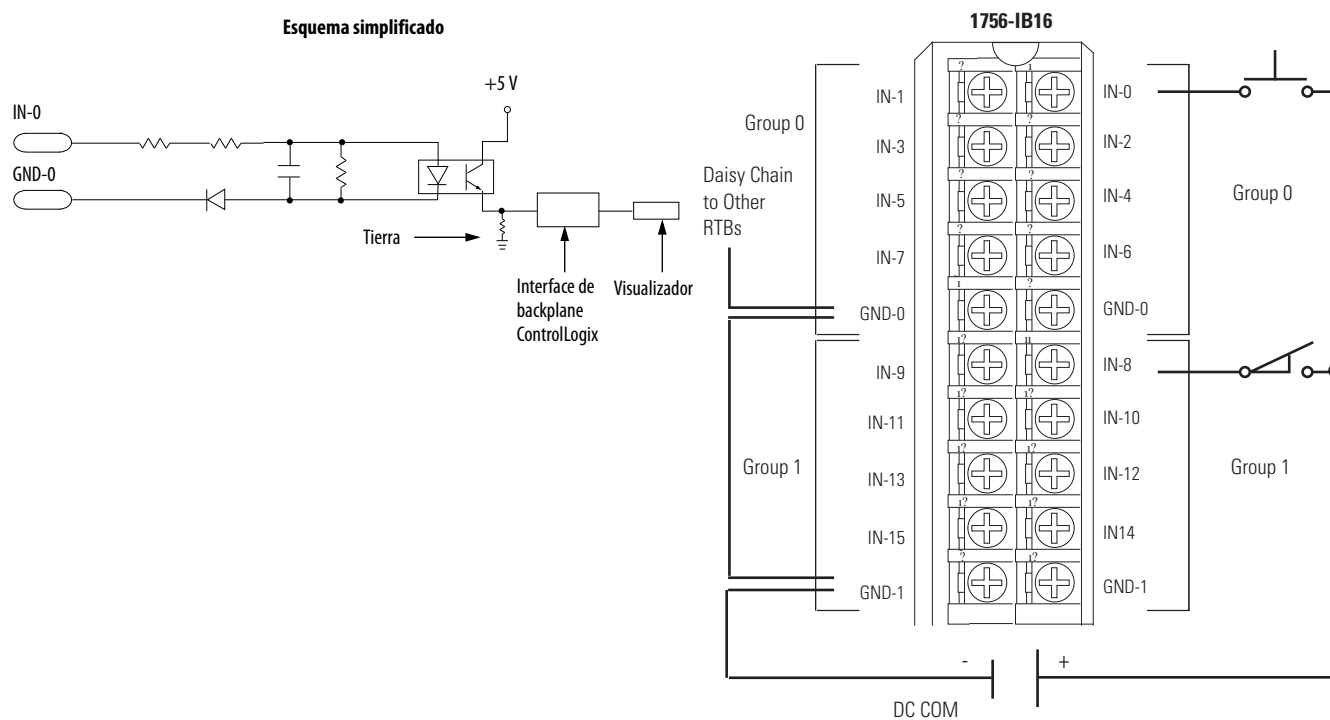 Esquema simplificado
+5 V
IN-0
GND-0
Tierra
Interface de
backplane
ControlLogix
Visualizador
1756-IB16
Group 0
Daisy Chain
to Other
RTBs
IN-1
IN-3
IN-5
IN-7
GND-0
Group 1
IN-9
IN-11
IN-13
IN-15
GND-1
IN-0
IN-2
IN-4
IN-6
GND-0
Group 0
IN-8
IN-10
IN-12
IN14
GND-1
Group 1
- +
DC COM